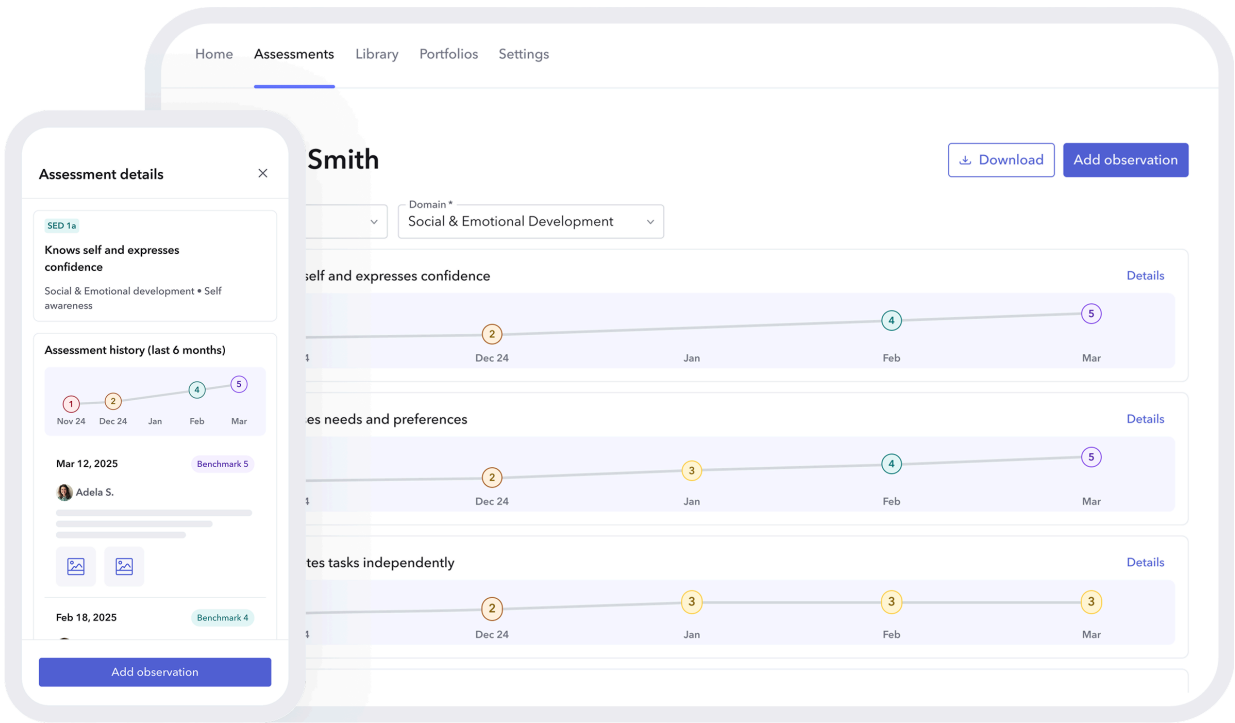 Home Assessments Library Portfolios Settings
Smith
Download Add observation
Domain *
Social & Emotional Development
self and expresses confidence Details
2 4 5
4 Dec 24 Jan Feb Mar
needs and preferences Details
2 3 4 5
4 Dec 24 Jan Feb Mar
tasks independently Details
2 3 3 3
4 Dec 24 Jan Feb Mar
Assessment details
SED 1a
Knows self and expresses
confidence
Social & Emotional development • Self
awareness
Assessment history (last 6 months)
1 2 4 5
Nov 24 Dec 24 Jan Feb Mar
Mar 12, 2025 Benchmark 5
Adela S.
Feb 18, 2025 Benchmark 4
Add observation